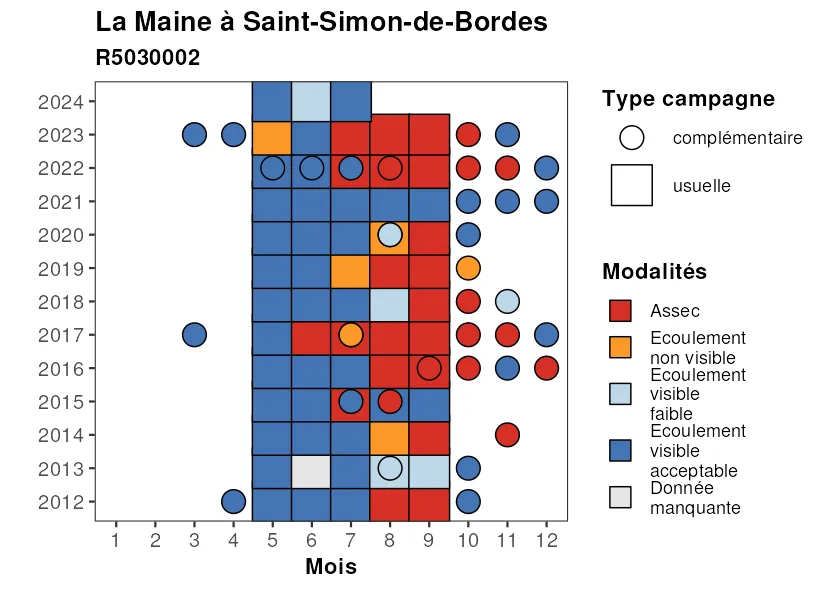 La Maine à Saint-Simon-de-Bordes
R5030002
2024
2023
2022
2021
2020
2019
2018
2017
2016
2015
2014
2013
2012
1 2 3 4 5 6 7 8 9 10 11 12
Mois
Type campagne
complémentaire
usuelle
Modalités
Assec
Ecoulement
non visible
Ecoulement
visible
faible
Ecoulement
visible
acceptable
Donnée
manquante